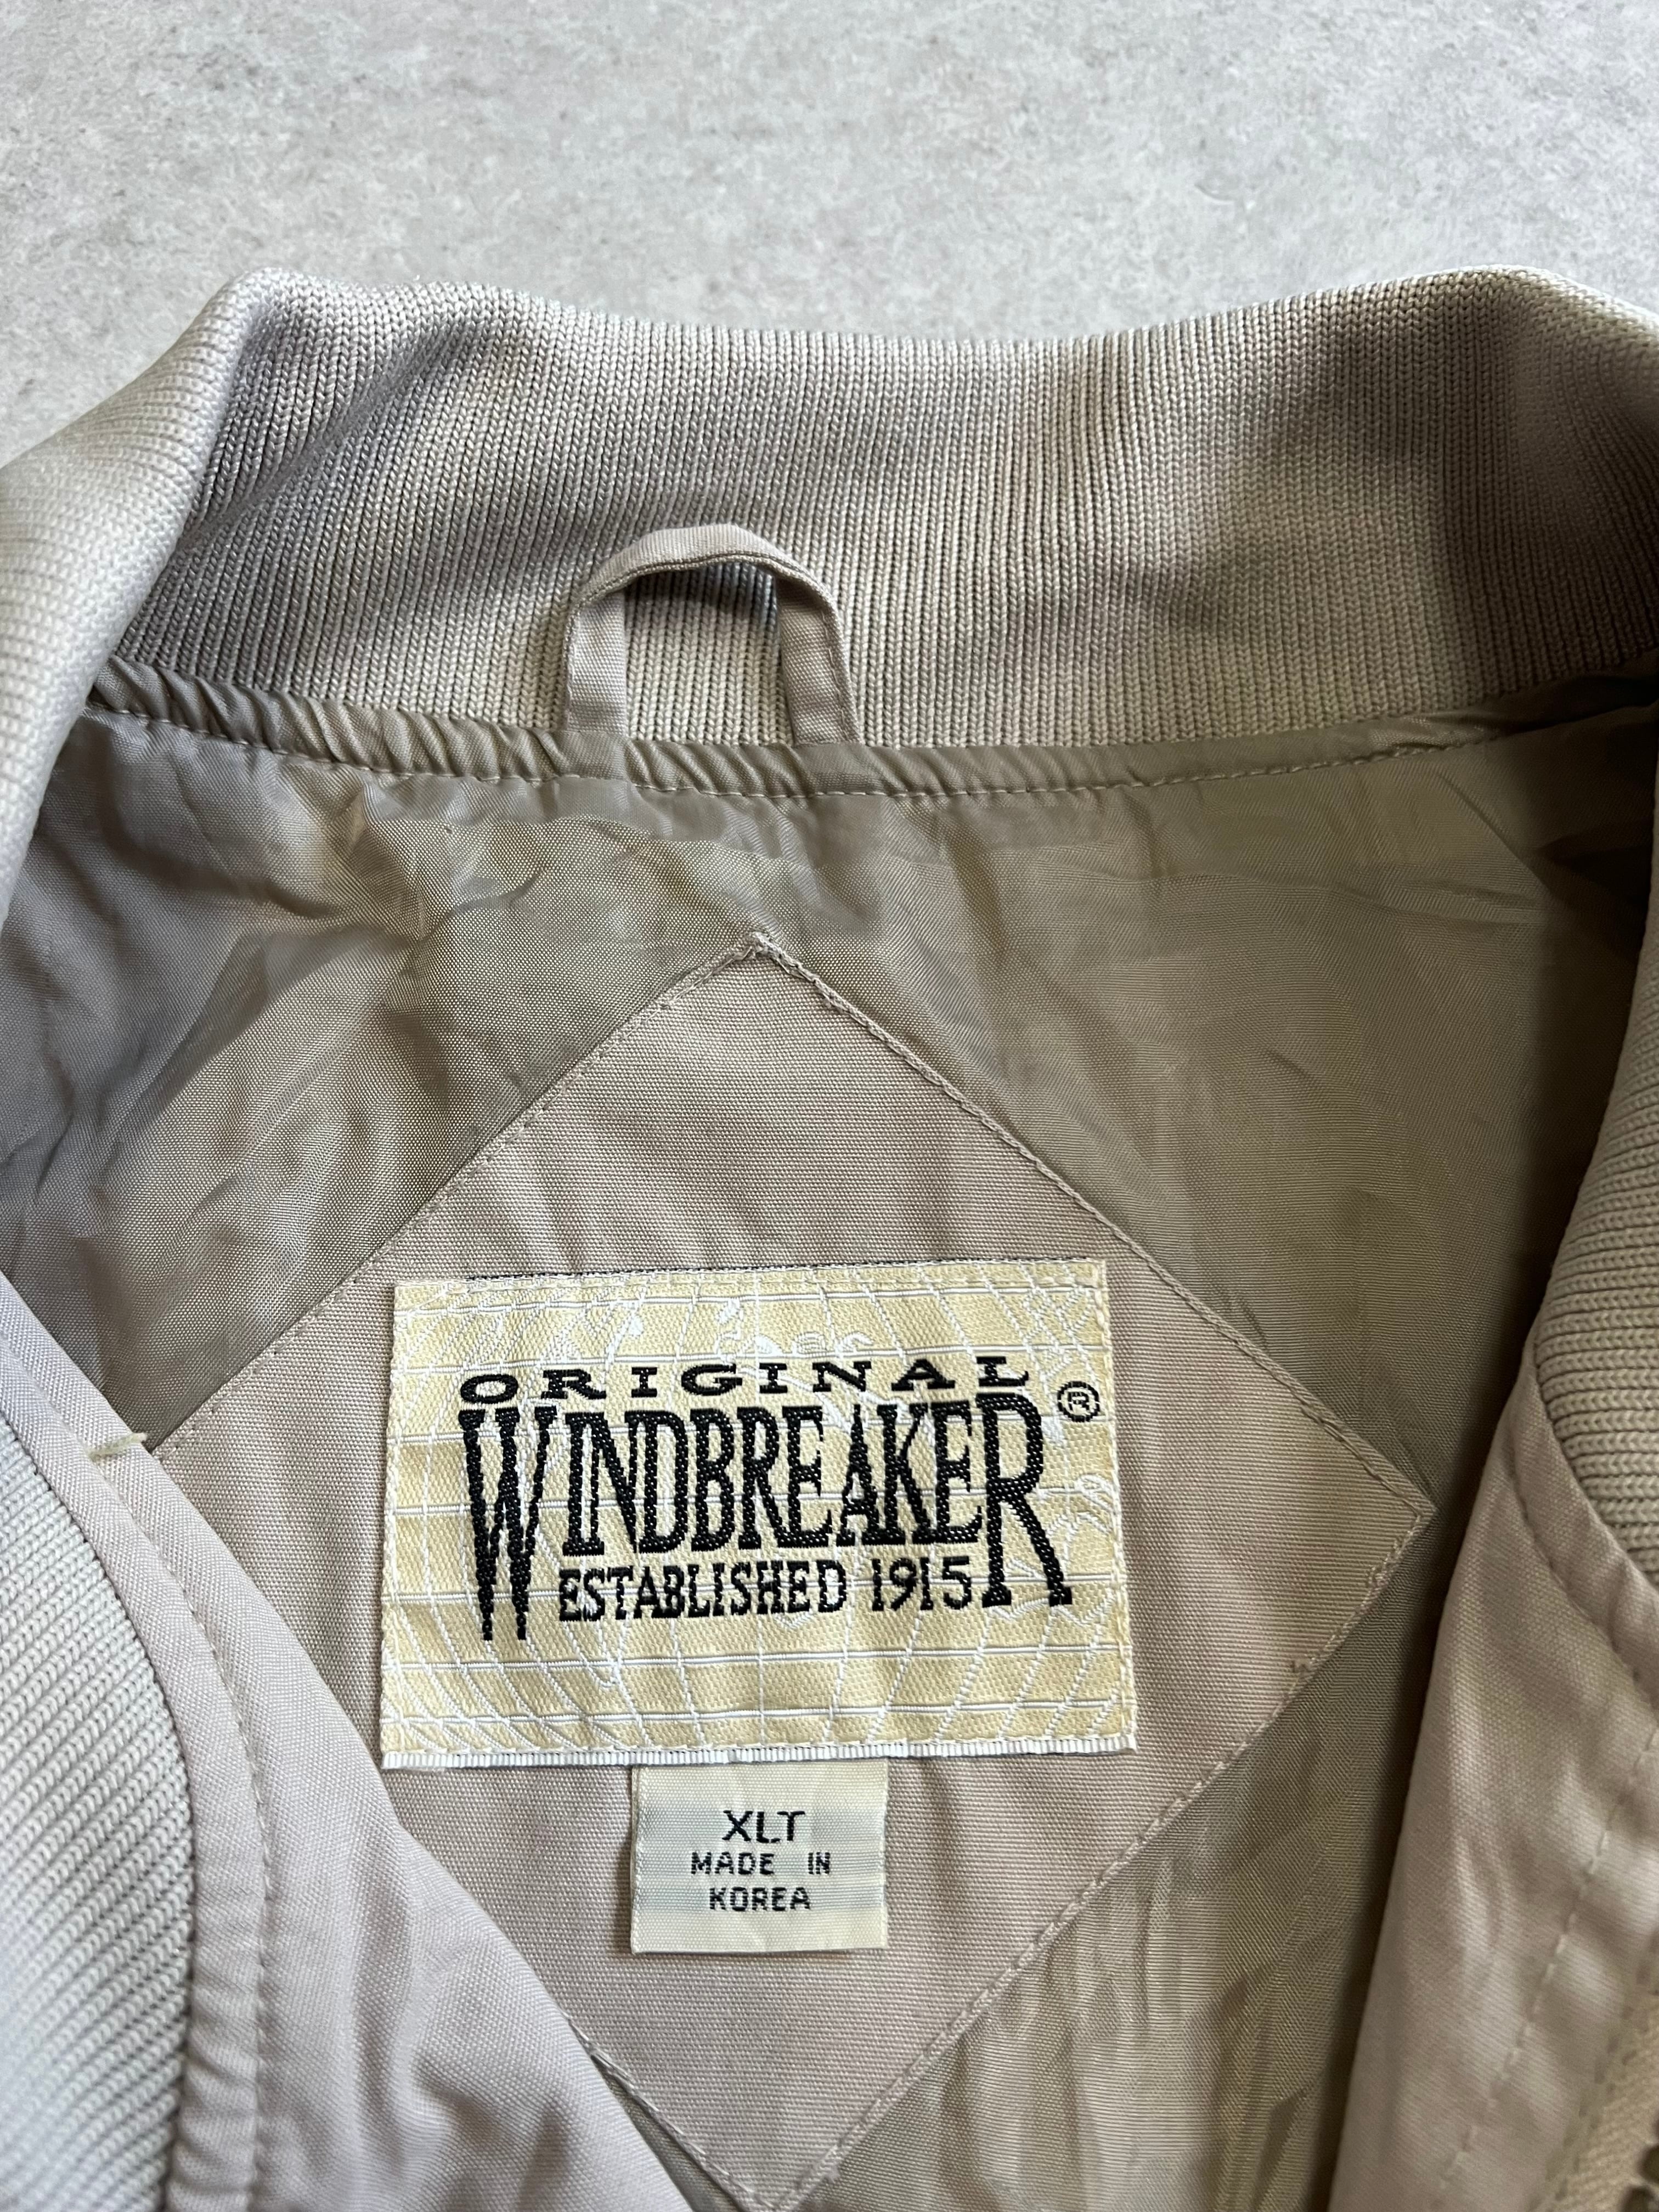 ORIGINAL
WINDBREAKER®
ESTABLISHED 1915
XLT
MADE IN
KOREA